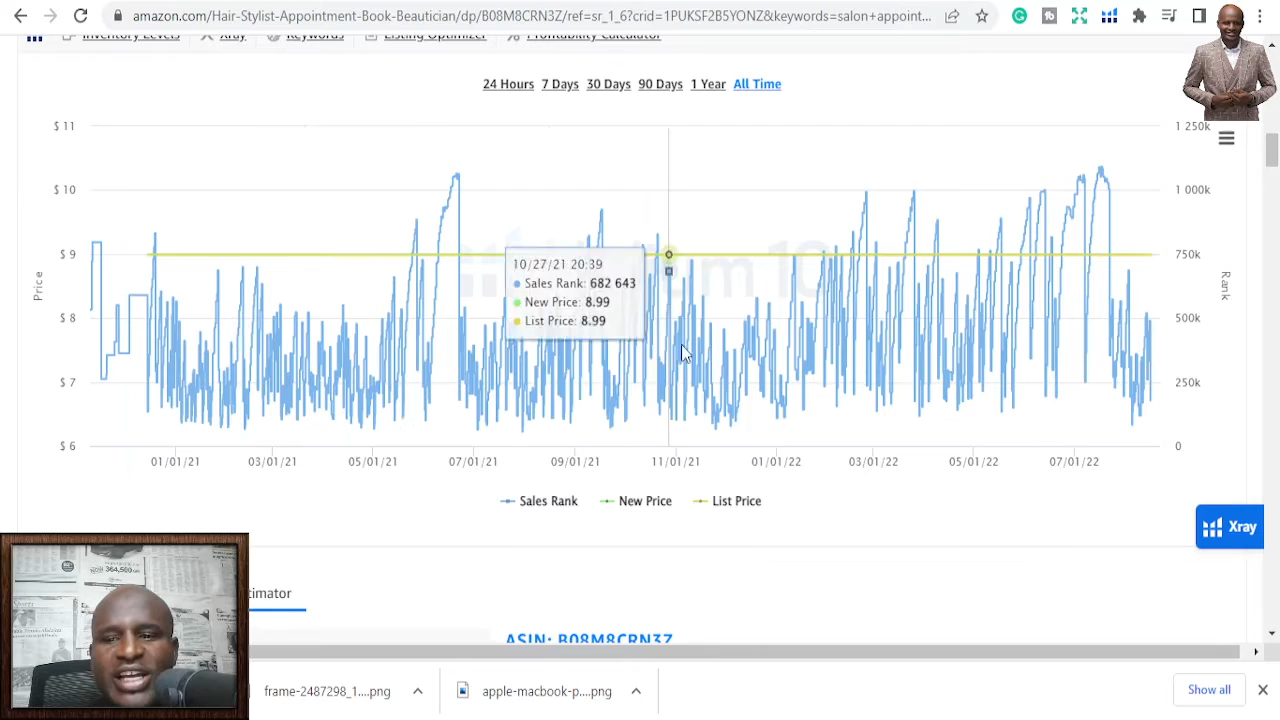 amazon.com/Hair-Stylist-Appointment-Book-Beautician/dp/B08M8CRN3Z/ref=sr_1_6?crid=1PUKSF2B5YONZ&keywords=salon+appoint...
Inventory Levels Xray Keywords Listing Optimizer Profitability Calculator
24 Hours 7 Days 30 Days 90 Days 1 Year All Time
$ 11 1 250k
$ 10 1 000k
$ 9 750k
$ 8 500k
$ 7 250k
$ 6 0
Price
Rank
10/27/21 20:39
Sales Rank: 682 643
New Price: 8.99
List Price: 8.99
01/01/21 03/01/21 05/01/21 07/01/21 09/01/21 11/01/21 01/01/22 03/01/22 05/01/22 07/01/22
Sales Rank New Price List Price
Xray
timator
ASIN: B08M8CRN3Z
364,500
frame-2487298_1....png apple-macbook-p....png Show all